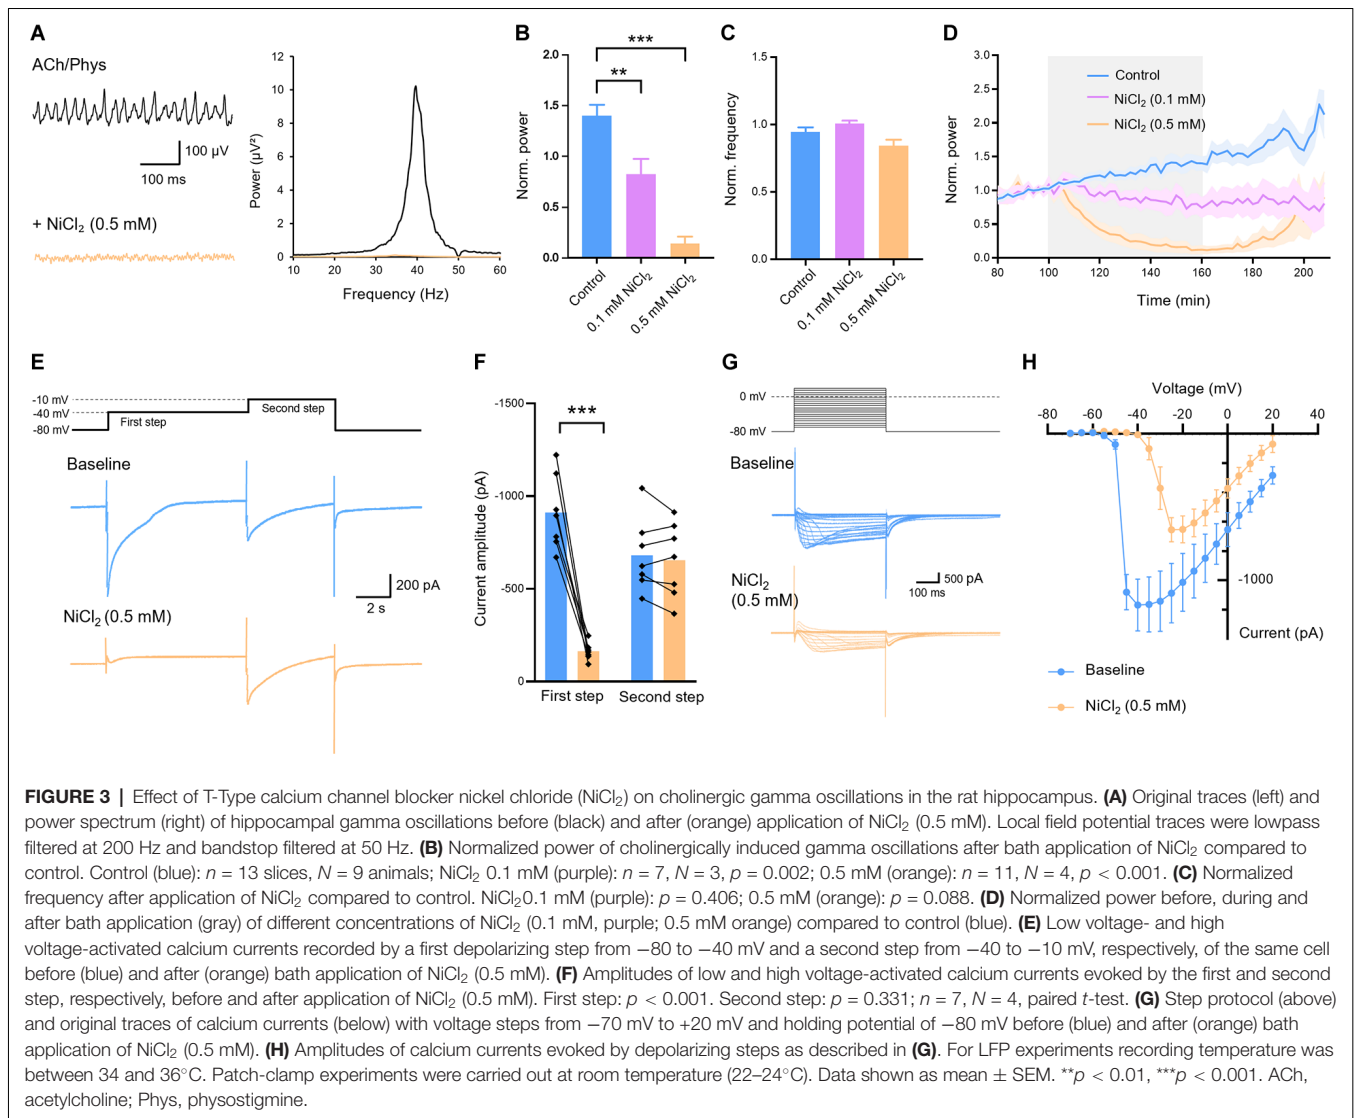 A
ACh/Phys
100 µV
100 ms
+ NiCl₂ (0.5 mM)
Power (µV²)
12
10
8
6
4
2
0
10 20 30 40 50 60
Frequency (Hz)
B
Norm. power
2.0
1.5
1.0
0.5
0.0
***
**
Control
0.1 mM NiCl₂
0.5 mM NiCl₂
C
Norm. frequency
1.5
1.0
0.5
0.0
Control
0.1 mM NiCl₂
0.5 mM NiCl₂
D
Norm. power
3.0
2.5
2.0
1.5
1.0
0.5
0.0
Control
NiCl₂ (0.1 mM)
NiCl₂ (0.5 mM)
80 100 120 140 160 180 200
Time (min)
E
-10 mV
-40 mV
-80 mV
First step
Second step
Baseline
200 pA
2 s
NiCl₂ (0.5 mM)
F
Current amplitude (pA)
-1500
-1000
-500
0
***
First step
Second step
G
0 mV
-80 mV
Baseline
NiCl₂
(0.5 mM)
500 pA
100 ms
H
Voltage (mV)
-80 -60 -40 -20 0 20 40
-1000
Current (pA)
Baseline
NiCl₂ (0.5 mM)
FIGURE 3 | Effect of T-Type calcium channel blocker nickel chloride (NiCl₂) on cholinergic gamma oscillations in the rat hippocampus. (A) Original traces (left) and
power spectrum (right) of hippocampal gamma oscillations before (black) and after (orange) application of NiCl₂ (0.5 mM). Local field potential traces were lowpass
filtered at 200 Hz and bandstop filtered at 50 Hz. (B) Normalized power of cholinergically induced gamma oscillations after bath application of NiCl₂ compared to
control. Control (blue): n = 13 slices, N = 9 animals; NiCl₂ 0.1 mM (purple): n = 7, N = 3, p = 0.002; 0.5 mM (orange): n = 11, N = 4, p < 0.001. (C) Normalized
frequency after application of NiCl₂ compared to control. NiCl₂0.1 mM (purple): p = 0.406; 0.5 mM (orange): p = 0.088. (D) Normalized power before, during and
after bath application (gray) of different concentrations of NiCl₂ (0.1 mM, purple; 0.5 mM orange) compared to control (blue). (E) Low voltage- and high
voltage-activated calcium currents recorded by a first depolarizing step from −80 to −40 mV and a second step from −40 to −10 mV, respectively, of the same cell
before (blue) and after (orange) bath application of NiCl₂ (0.5 mM). (F) Amplitudes of low and high voltage-activated calcium currents evoked by the first and second
step, respectively, before and after application of NiCl₂ (0.5 mM). First step: p < 0.001. Second step: p = 0.331; n = 7, N = 4, paired t-test. (G) Step protocol (above)
and original traces of calcium currents (below) with voltage steps from −70 mV to +20 mV and holding potential of −80 mV before (blue) and after (orange) bath
application of NiCl₂ (0.5 mM). (H) Amplitudes of calcium currents evoked by depolarizing steps as described in (G). For LFP experiments recording temperature was
between 34 and 36°C. Patch-clamp experiments were carried out at room temperature (22–24°C). Data shown as mean ± SEM. **p < 0.01, ***p < 0.001. ACh,
acetylcholine; Phys, physostigmine.